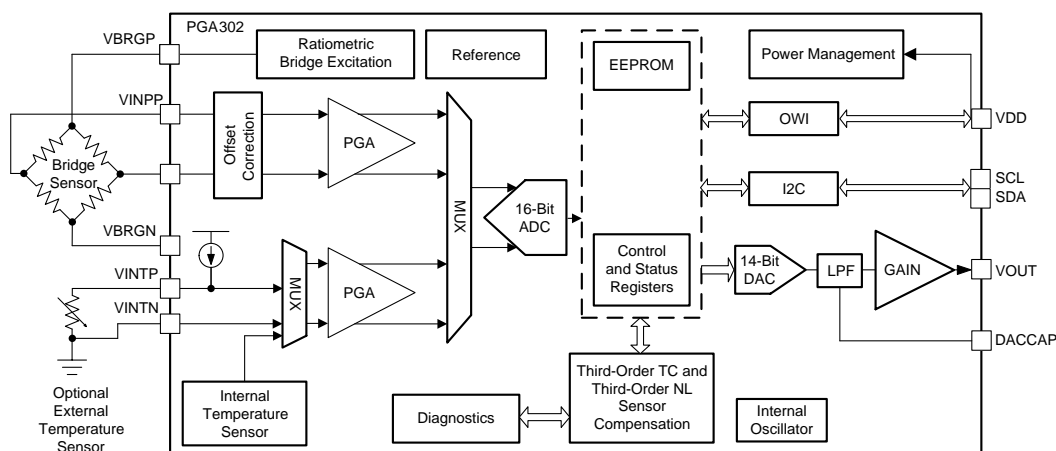 PGA302
VBRGP
Ratiometric
Bridge Excitation
Reference
EEPROM
Power Management
VINPP
Offset
Correction
PGA
OWI
VDD
Bridge
Sensor
MUX
16-Bit
ADC
I2C
SCL
SDA
VBRGN
VINTP
VINTN
MUX
PGA
Control
and Status
Registers
14-Bit
DAC
LPF
GAIN
VOUT
DACCAP
Optional
External
Temperature
Sensor
Internal
Temperature
Sensor
Diagnostics
Third-Order TC and
Third-Order NL
Sensor
Compensation
Internal
Oscillator